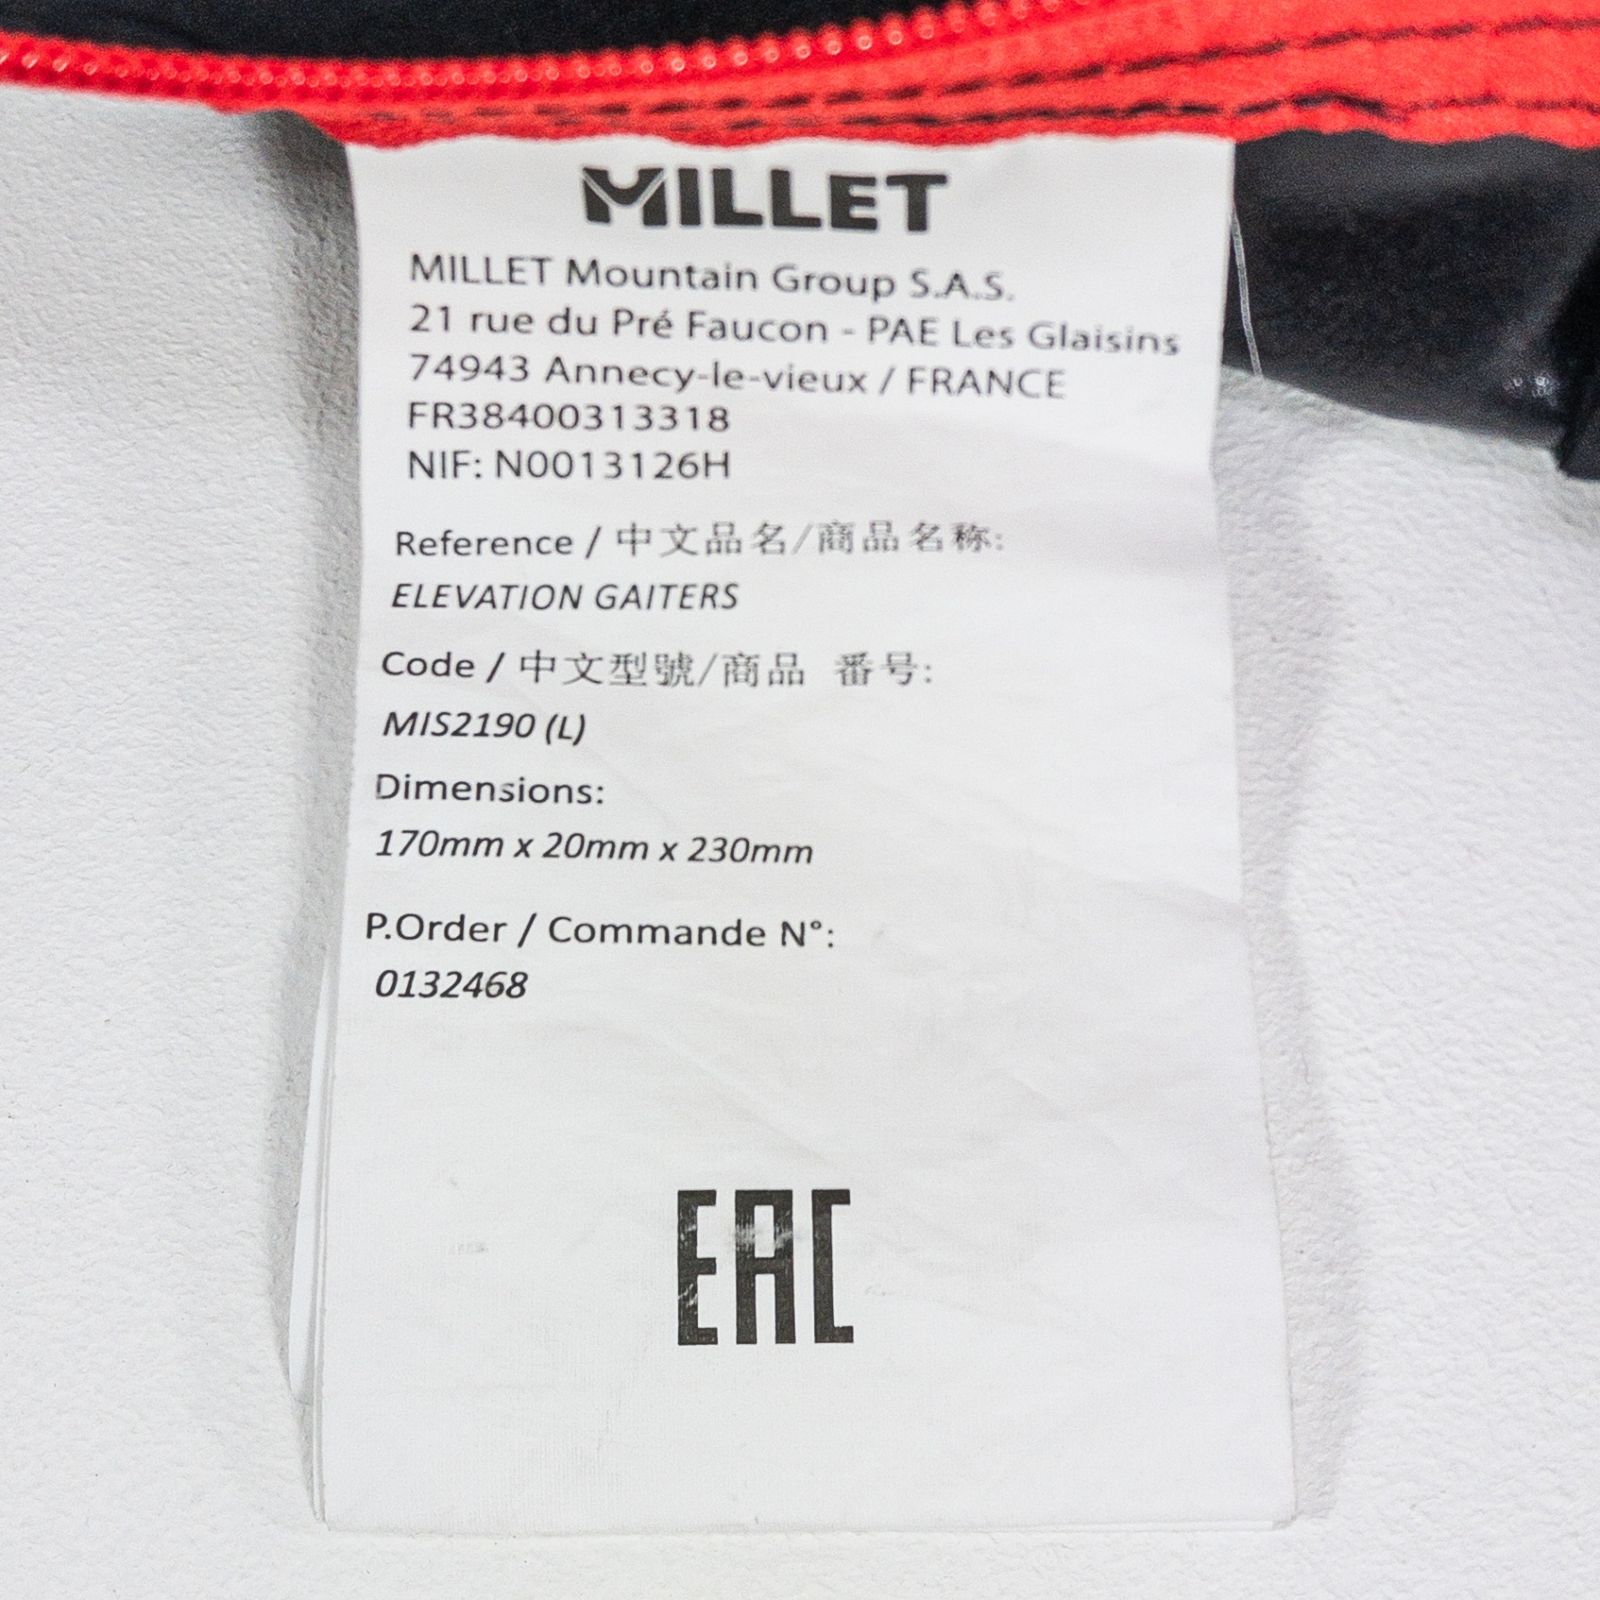 MILLET
MILLET Mountain Group S.A.S.
21 rue du Pré Faucon - PAE Les Glaisins
74943 Annecy-le-vieux / FRANCE
FR38400313318
NIF: N0013126H
Reference / 中文品名/商品名称:
ELEVATION GAITERS
Code / 中文型號/商品 番号:
MIS2190 (L)
Dimensions:
170mm x 20mm x 230mm
P.Order / Commande N°:
0132468
EAC